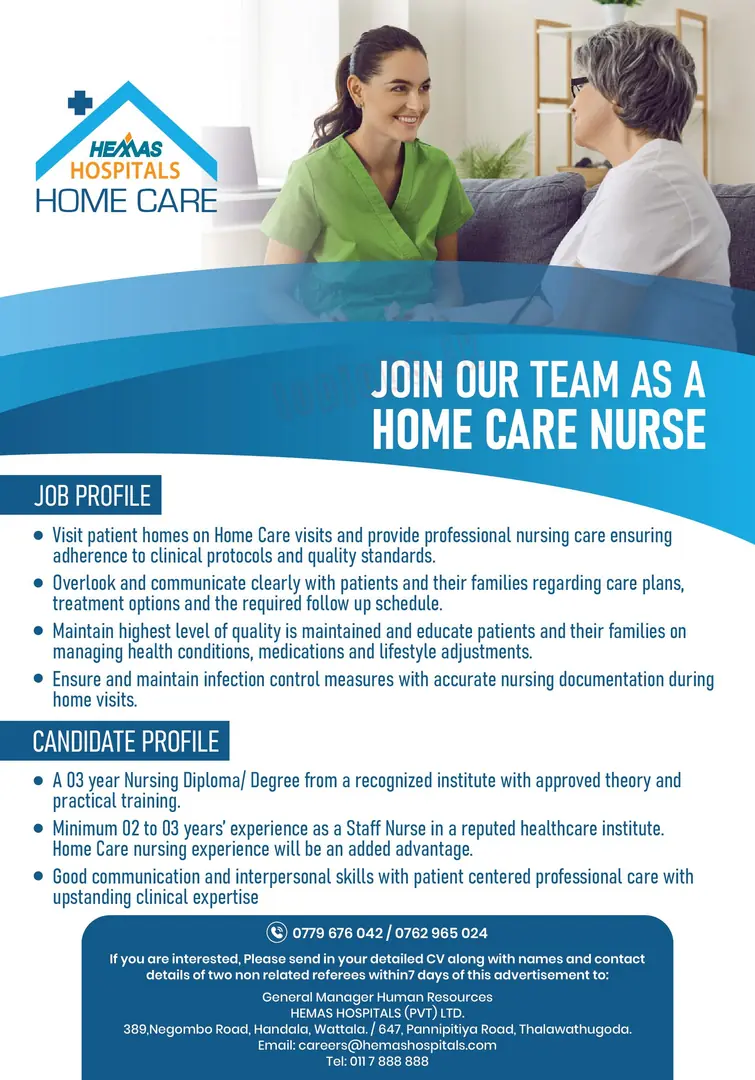 HEMAS
HOSPITALS
HOME CARE
JOIN OUR TEAM AS A
HOME CARE NURSE
JOB PROFILE
• Visit patient homes on Home Care visits and provide professional nursing care ensuring
adherence to clinical protocols and quality standards.
• Overlook and communicate clearly with patients and their families regarding care plans,
treatment options and the required follow up schedule.
• Maintain highest level of quality is maintained and educate patients and their families on
managing health conditions, medications and lifestyle adjustments.
• Ensure and maintain infection control measures with accurate nursing documentation during
home visits.
CANDIDATE PROFILE
• A 03 year Nursing Diploma/ Degree from a recognized institute with approved theory and
practical training.
• Minimum 02 to 03 years' experience as a Staff Nurse in a reputed healthcare institute.
Home Care nursing experience will be an added advantage.
• Good communication and interpersonal skills with patient centered professional care with
upstanding clinical expertise
0779 676 042 / 0762 965 024
If you are interested, Please send in your detailed CV along with names and contact
details of two non related referees within7 days of this advertisement to:
General Manager Human Resources
HEMAS HOSPITALS (PVT) LTD.
389,Negombo Road, Handala, Wattala. / 647, Pannipitiya Road, Thalawathugoda.
Email: careers@hemashospitals.com
Tel: 011 7 888 888